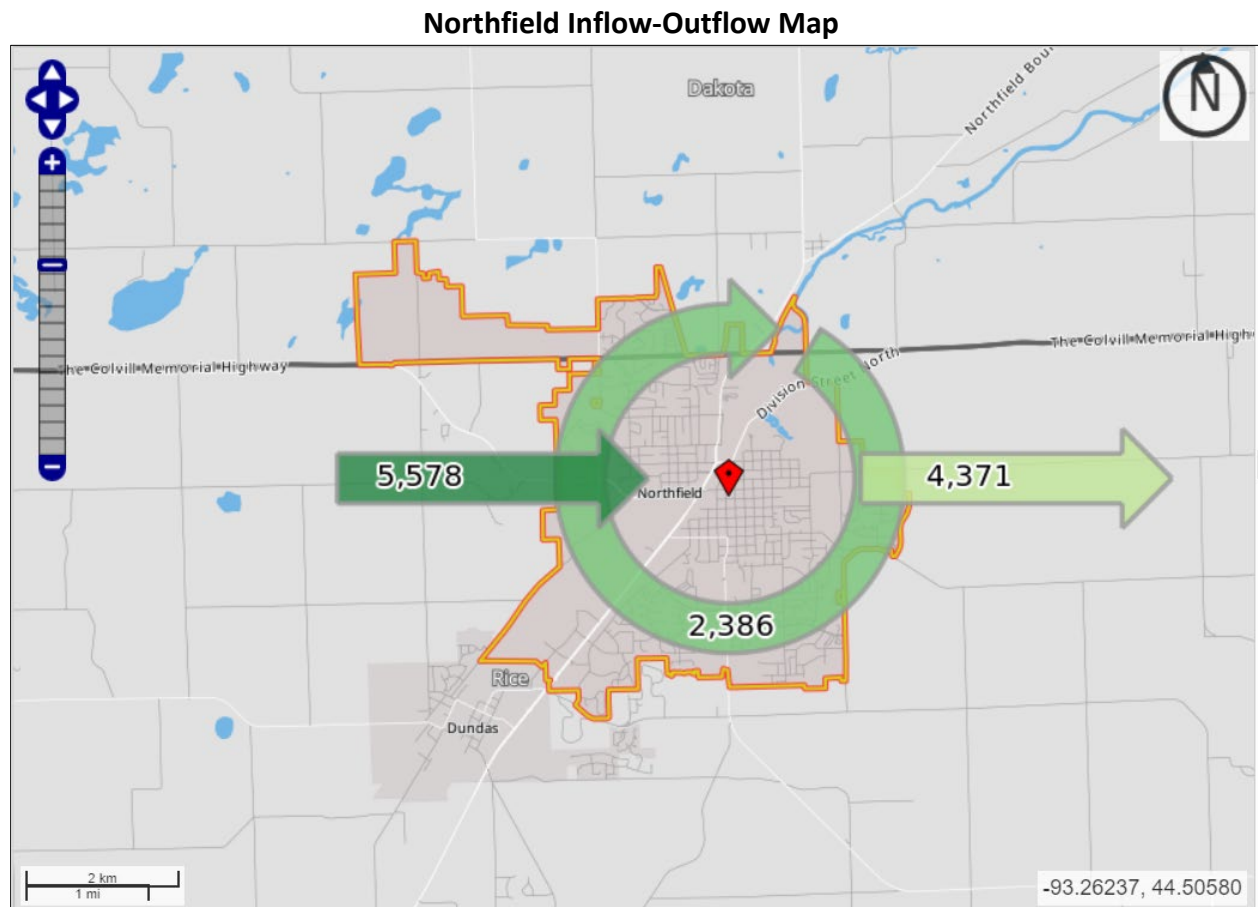 Northfield Inflow-Outflow Map
Dakota
Northfield Bou
N
The Colvill Memorial Highway
The Colvill Memorial High
Division Street North
5,578
4,371
Northfield
2,386
Rice
Dundas
2 km
1 mi
-93.26237, 44.50580